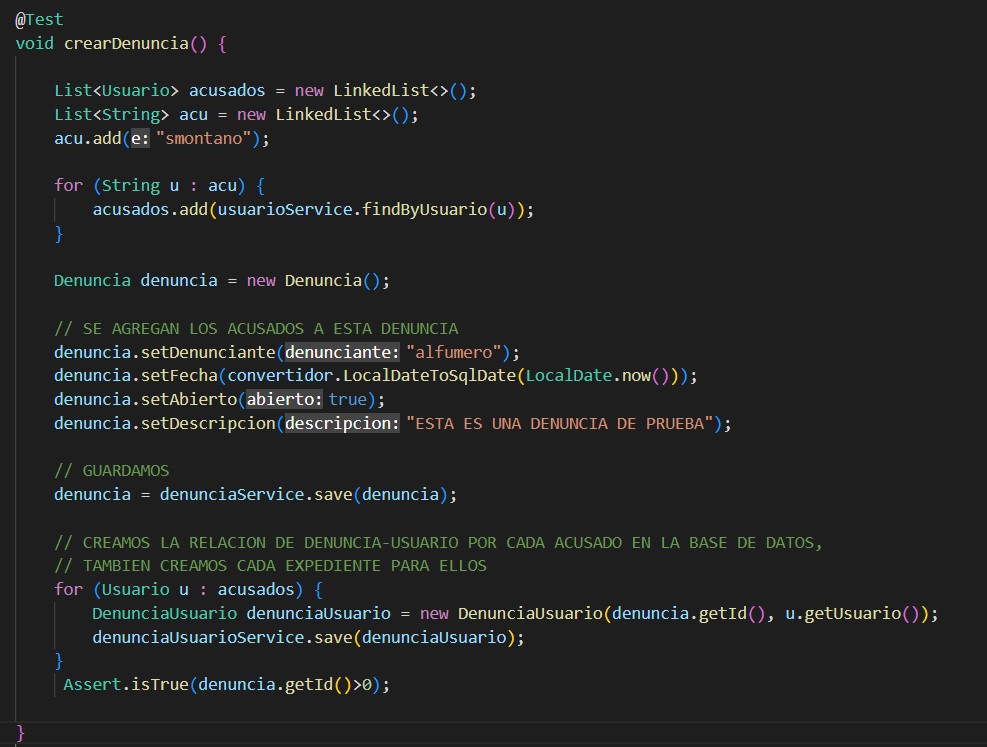 @Test
void crearDenuncia() {
List<Usuario> acusados = new LinkedList<>();
List<String> acu = new LinkedList<>();
acu.add(e: "smontano");
for (String u : acu) {
acusados.add(usuarioService.findByUsuario(u));
}
Denuncia denuncia = new Denuncia();
// SE AGREGAN LOS ACUSADOS A ESTA DENUNCIA
denuncia.setDenunciante(denunciante: "alfumero");
denuncia.setFecha(convertidor.LocalDateToSqlDate(LocalDate.now()));
denuncia.setAbierto(abierto: true);
denuncia.setDescripcion(descripcion: "ESTA ES UNA DENUNCIA DE PRUEBA");
// GUARDAMOS
denuncia = denunciaService.save(denuncia);
// CREAMOS LA RELACION DE DENUNCIA-USUARIO POR CADA ACUSADO EN LA BASE DE DATOS,
// TAMBIEN CREAMOS CADA EXPEDIENTE PARA ELLOS
for (Usuario u : acusados) {
DenunciaUsuario denunciaUsuario = new DenunciaUsuario(denuncia.getId(), u.getUsuario());
denunciaUsuarioService.save(denunciaUsuario);
}
Assert.isTrue(denuncia.getId()>0);
}